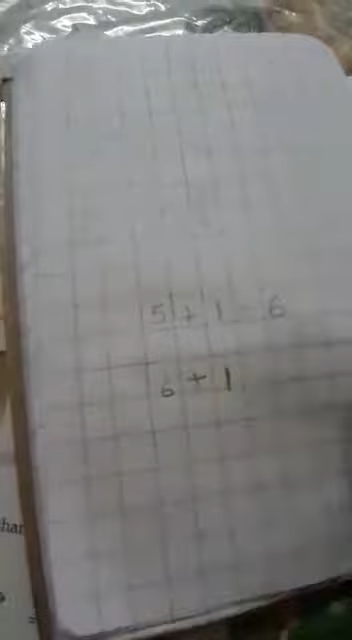 5 + 1 = 6
6 + 1